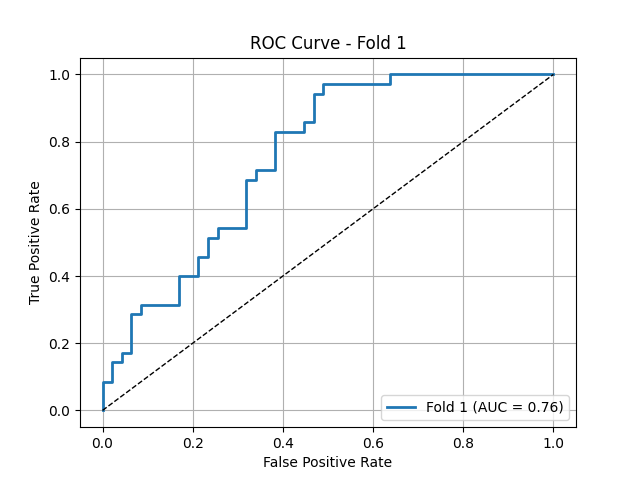 ROC Curve - Fold 1
True Positive Rate
1.0
0.8
0.6
0.4
0.2
0.0
Fold 1 (AUC = 0.76)
0.0 0.2 0.4 0.6 0.8 1.0
False Positive Rate